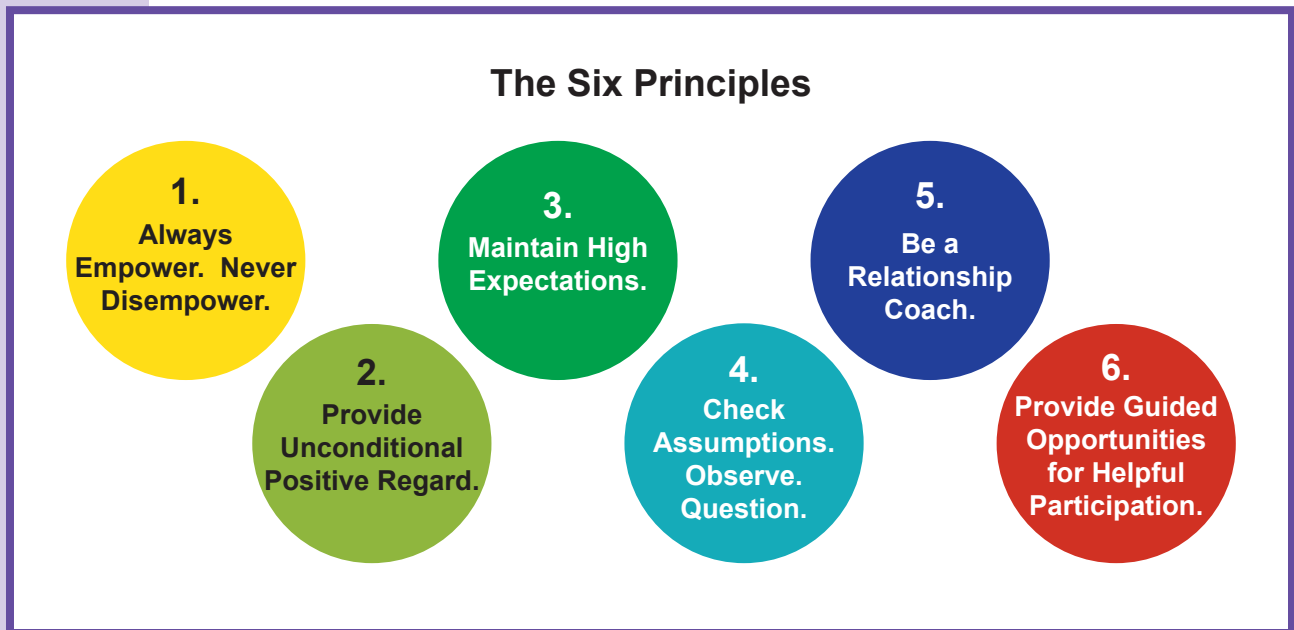 The Six Principles
1.
Always
Empower.  Never
Disempower.
2.
Provide
Unconditional
Positive Regard.
3.
Maintain High
Expectations.
4.
Check
Assumptions.
Observe.
Question.
5.
Be a
Relationship
Coach.
6.
Provide Guided
Opportunities
for Helpful
Participation.